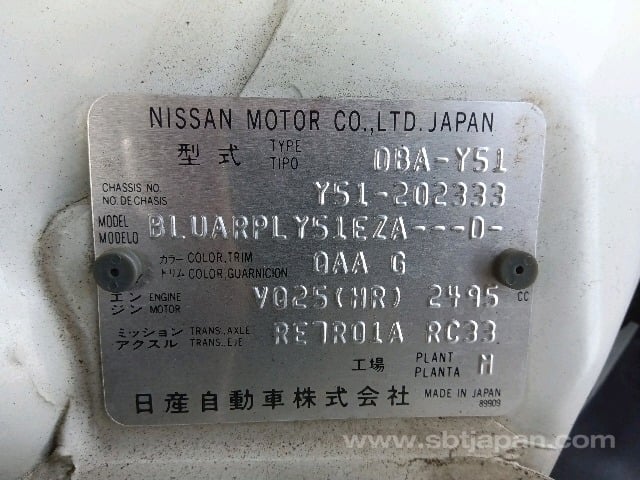 NISSAN MOTOR CO.,LTD. JAPAN
型式 TYPE TIPO DBA-Y51
CHASSIS NO. NO. DE CHASIS Y51-202333
MODEL MODELO BLUARPLY51EZA---D-
カラー COLOR,TRIM トリム COLOR,GUARNICION QAA G
エンジン ENGINE MOTOR VQ25(HR) 2495 CC
ミッション TRANS.,AXLE アクスル TRANS.,EJE RE7R01A RC33
工場 PLANT PLANTA M
日産自動車株式会社 MADE IN JAPAN
89909
www.sbtjapan.com